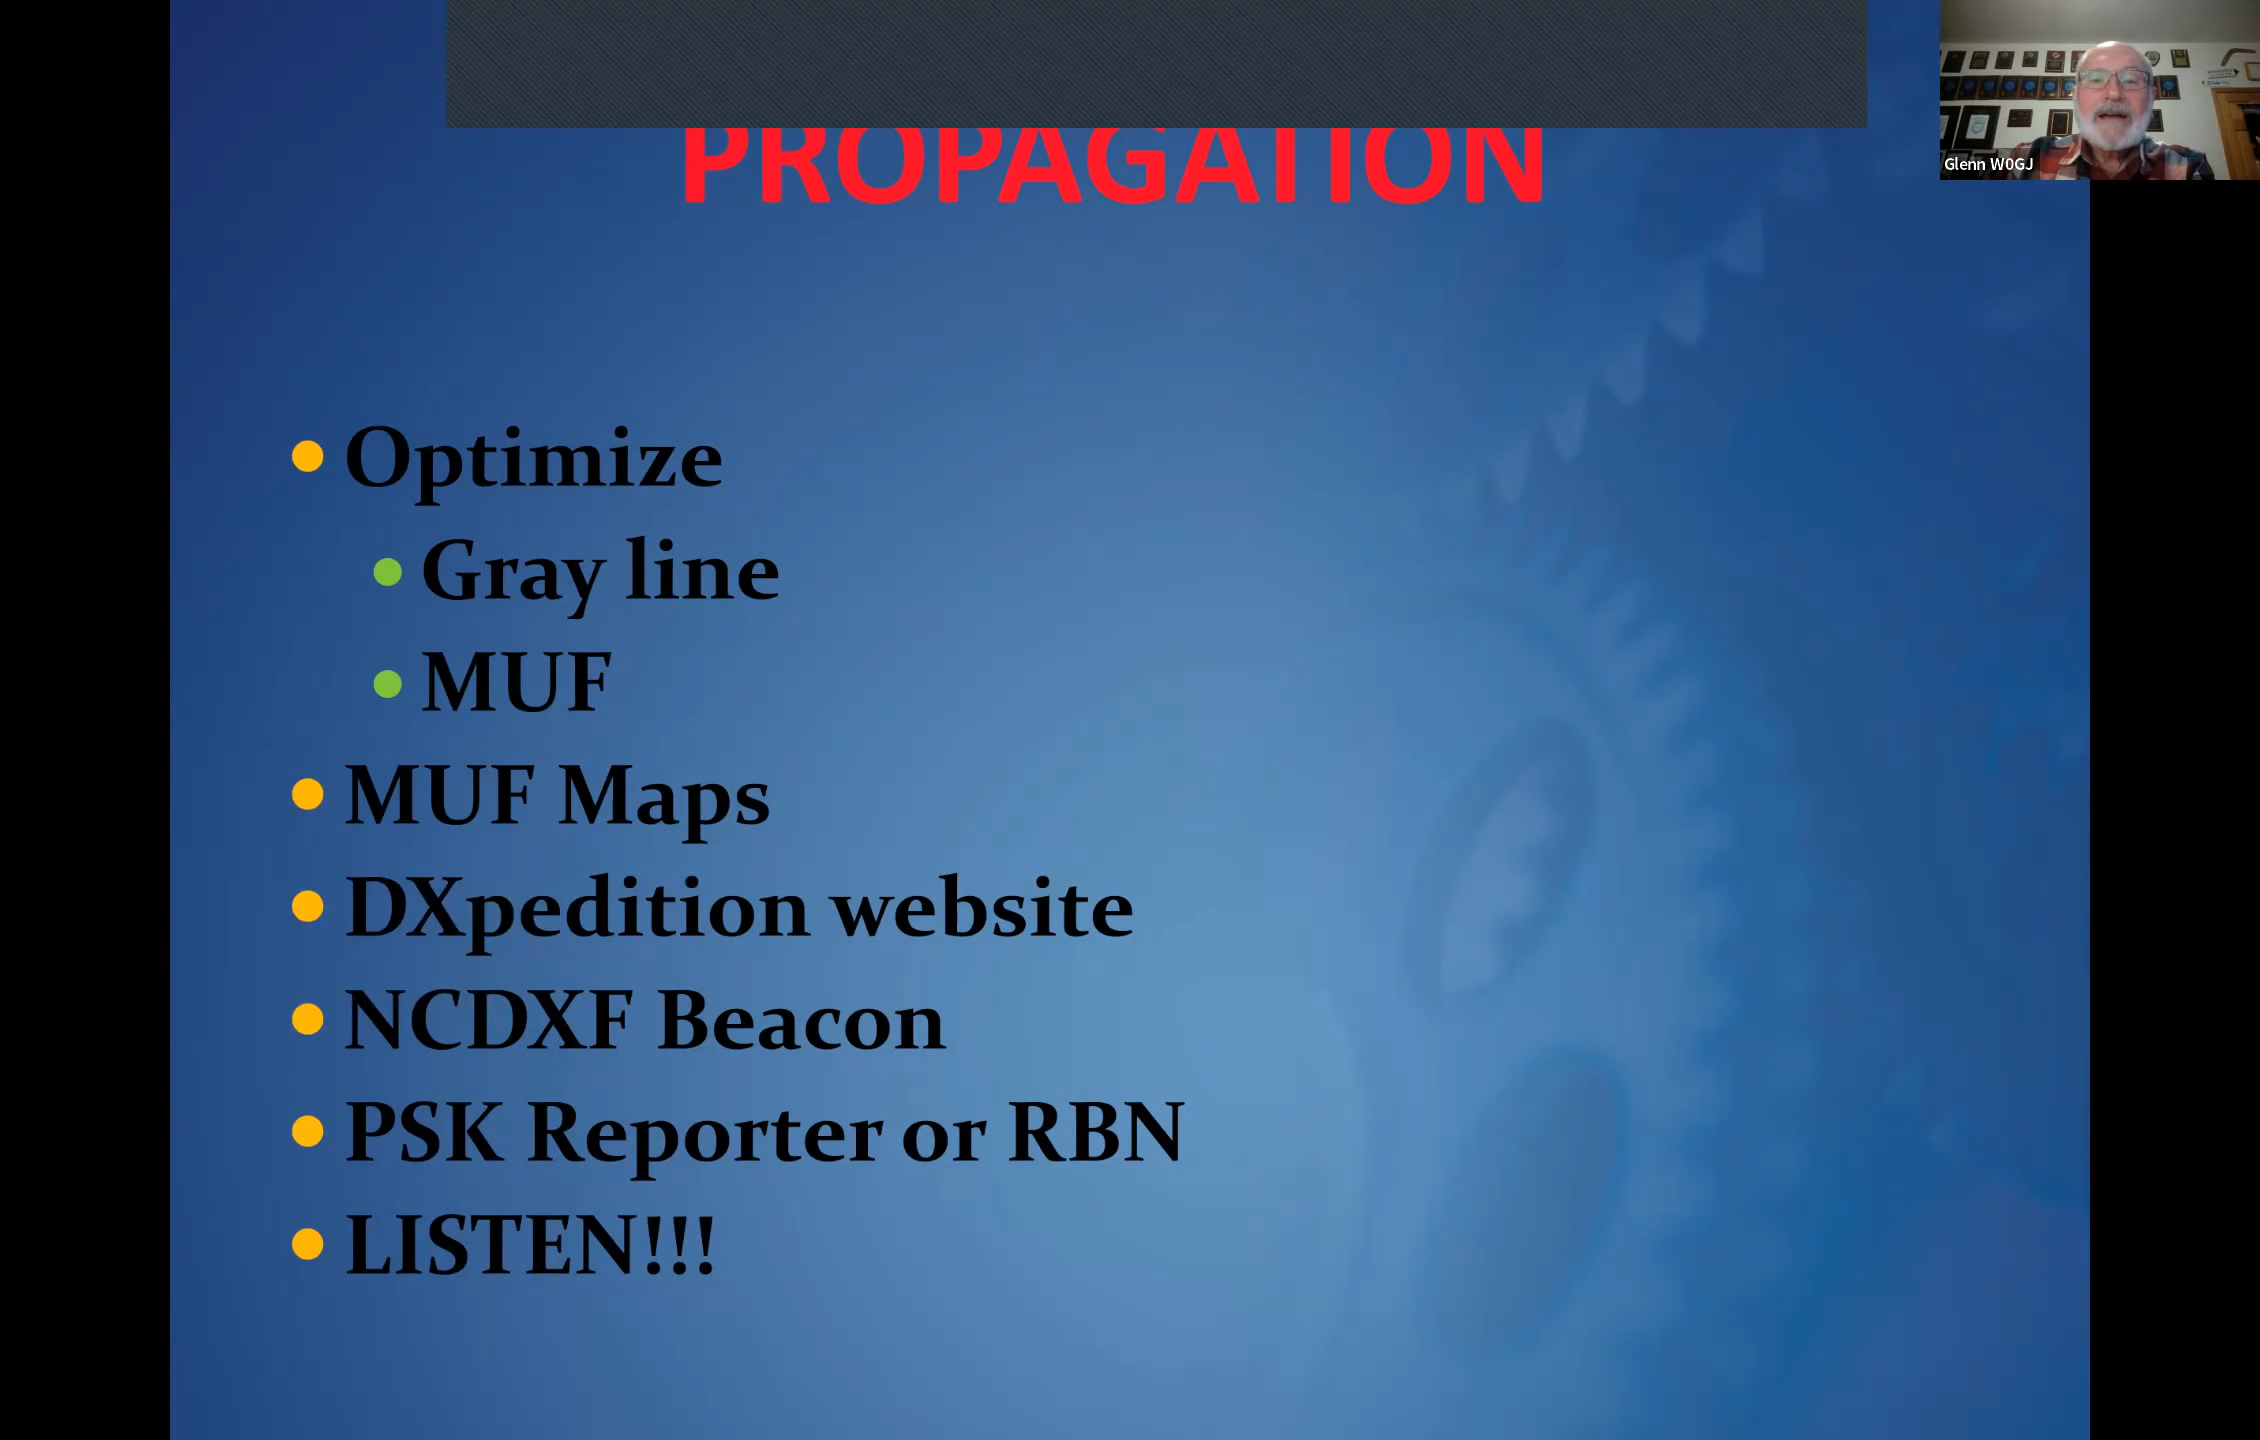 PROPAGATION
Glenn W0GJ
Optimize
Gray line
MUF
MUF Maps
DXpedition website
NCDXF Beacon
PSK Reporter or RBN
LISTEN!!!